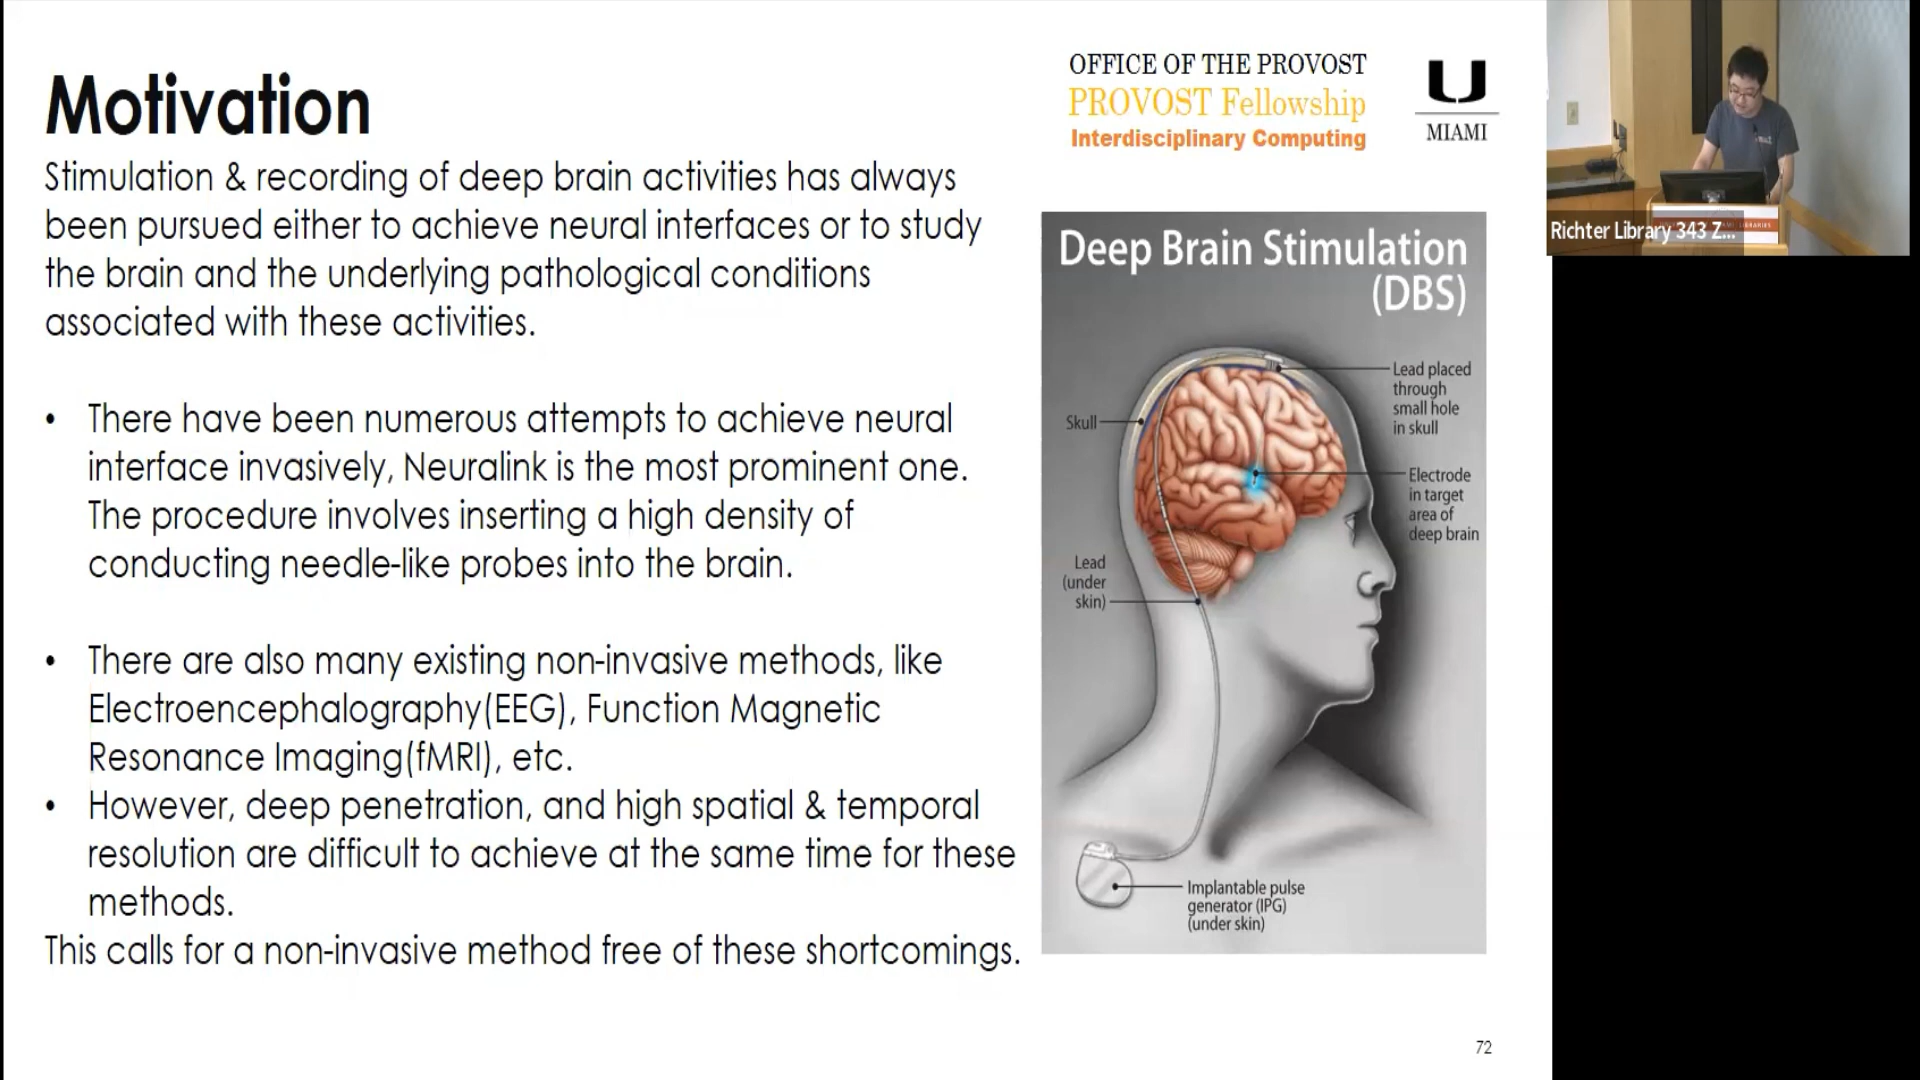 Motivation
Stimulation & recording of deep brain activities has always
been pursued either to achieve neural interfaces or to study
the brain and the underlying pathological conditions
associated with these activities.
• There have been numerous attempts to achieve neural
interface invasively, Neuralink is the most prominent one.
The procedure involves inserting a high density of
conducting needle-like probes into the brain.
• There are also many existing non-invasive methods, like
Electroencephalography(EEG), Function Magnetic
Resonance Imaging(fMRI), etc.
• However, deep penetration, and high spatial & temporal
resolution are difficult to achieve at the same time for these
methods.
This calls for a non-invasive method free of these shortcomings.
OFFICE OF THE PROVOST
PROVOST Fellowship
Interdisciplinary Computing
U
MIAMI
Deep Brain Stimulation
(DBS)
Lead placed
through
small hole
in skull
Skull
Electrode
in target
area of
deep brain
Lead
(under
skin)
Implantable pulse
generator (IPG)
(under skin)
72
Richter Library 343 Z...